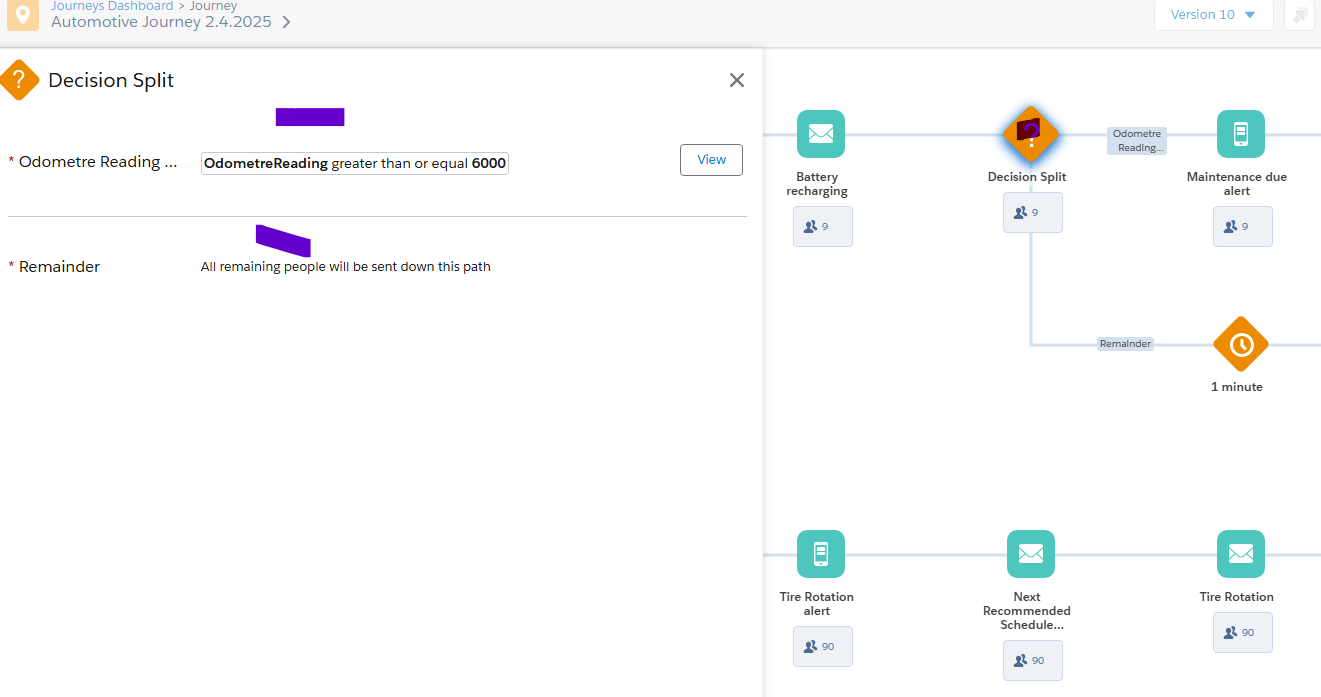 Journeys Dashboard > Journey
Automotive Journey 2.4.2025
Version 10
Decision Split
* Odometre Reading ...
OdometreReading greater than or equal 6000
View
* Remainder
All remaining people will be sent down this path
Battery
recharging
9
?
Decision Split
9
Odometre
Reading...
Maintenance due
alert
9
Remainder
1 minute
Tire Rotation
alert
90
Next
Recommended
Schedule...
90
Tire Rotation
90